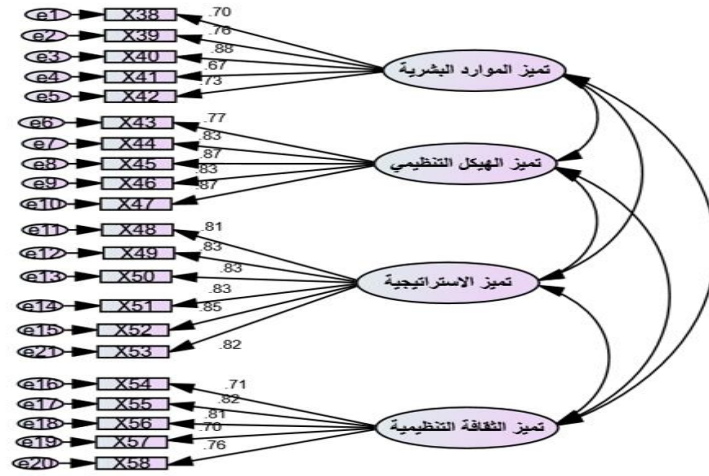 e1 X38 .70
e2 X39 .76
e3 X40 .88
e4 X41 .67
e5 X42 .73
تميز الموارد البشرية
e6 X43 .77
e7 X44 .83
e8 X45 .87
e9 X46 .83
e10 X47 .87
تميز الهيكل التنظيمي
e11 X48 .81
e12 X49 .83
e13 X50 .83
e14 X51 .83
e15 X52 .85
e21 X53 .82
تميز الاستراتيجية
e16 X54 .71
e17 X55 .82
e18 X56 .81
e19 X57 .70
e20 X58 .76
تميز الثقافة التنظيمية